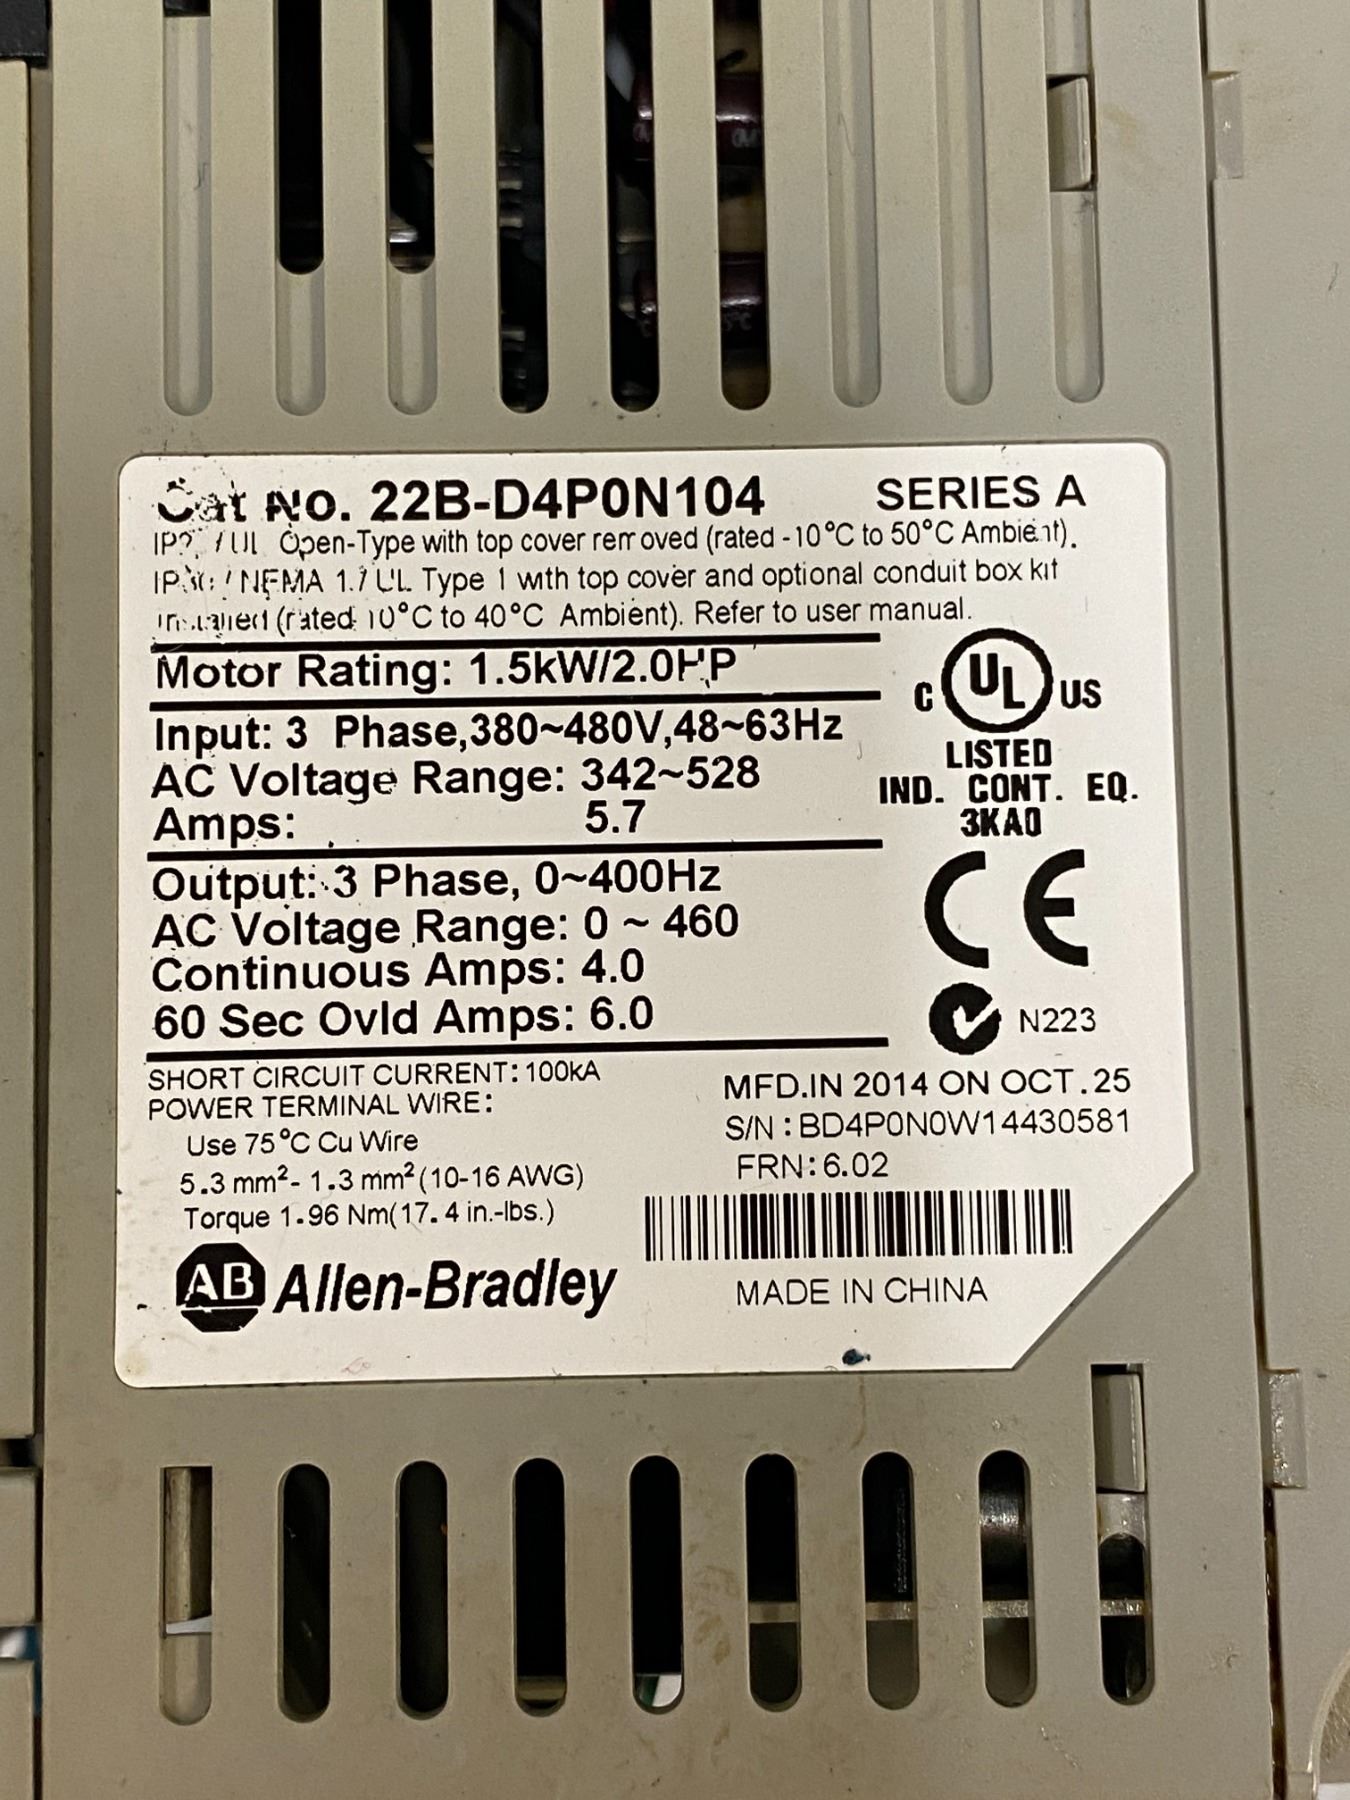 Cat No. 22B-D4P0N104 SERIES A
/ UL Open-Type with top cover removed (rated -10°C to 50°C Ambient).
/ NEMA 1 / UL Type 1 with top cover and optional conduit box kit
installed (rated 10°C to 40°C Ambient). Refer to user manual.
Motor Rating: 1.5kW/2.0HP
Input: 3 Phase,380~480V,48~63Hz
AC Voltage Range: 342~528
Amps: 5.7
Output: 3 Phase, 0~400Hz
AC Voltage Range: 0 ~ 460
Continuous Amps: 4.0
60 Sec Ovld Amps: 6.0
C UL US
LISTED
IND. CONT. EQ.
3KA0
CE
N223
SHORT CIRCUIT CURRENT: 100kA
POWER TERMINAL WIRE:
Use 75°C Cu Wire
5.3 mm²- 1.3 mm² (10-16 AWG)
Torque 1.96 Nm(17.4 in.-lbs.)
MFD.IN 2014 ON OCT.25
S/N : BD4P0N0W14430581
FRN: 6.02
AB Allen-Bradley
MADE IN CHINA